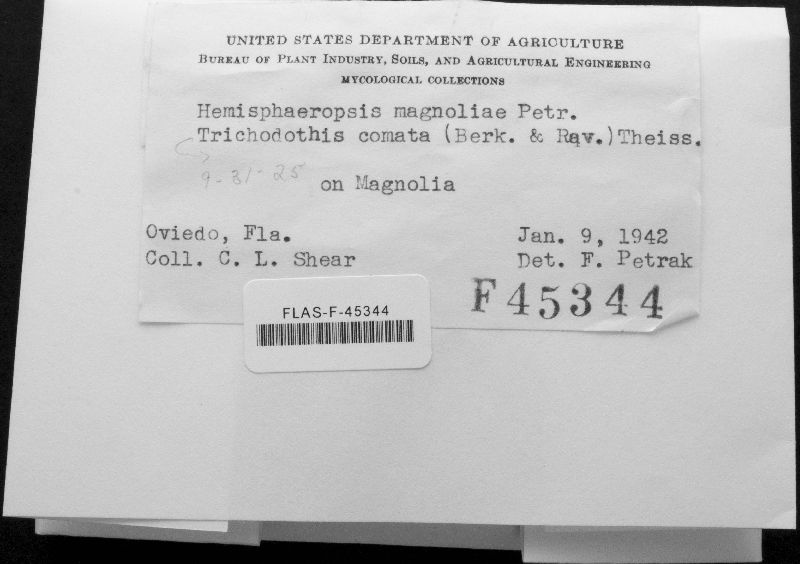 UNITED STATES DEPARTMENT OF AGRICULTURE
BUREAU OF PLANT INDUSTRY, SOILS, AND AGRICULTURAL ENGINEERING
MYCOLOGICAL COLLECTIONS
Hemisphaeropsis magnoliae Petr.
Trichodothis comata (Berk. & Rav.) Theiss.
9-31-25 on Magnolia
Oviedo, Fla. Jan. 9, 1942
Coll. C. L. Shear Det. F. Petrak
F45344
FLAS-F-45344